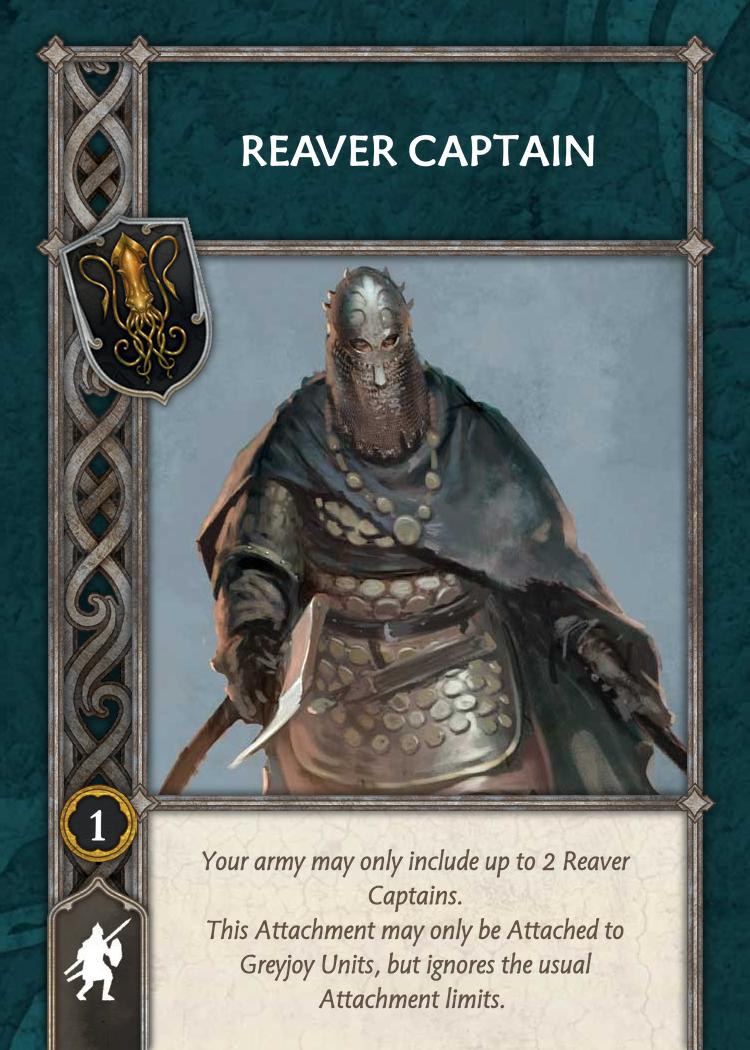 REAVER CAPTAIN
1
Your army may only include up to 2 Reaver
Captains.
This Attachment may only be Attached to
Greyjoy Units, but ignores the usual
Attachment limits.